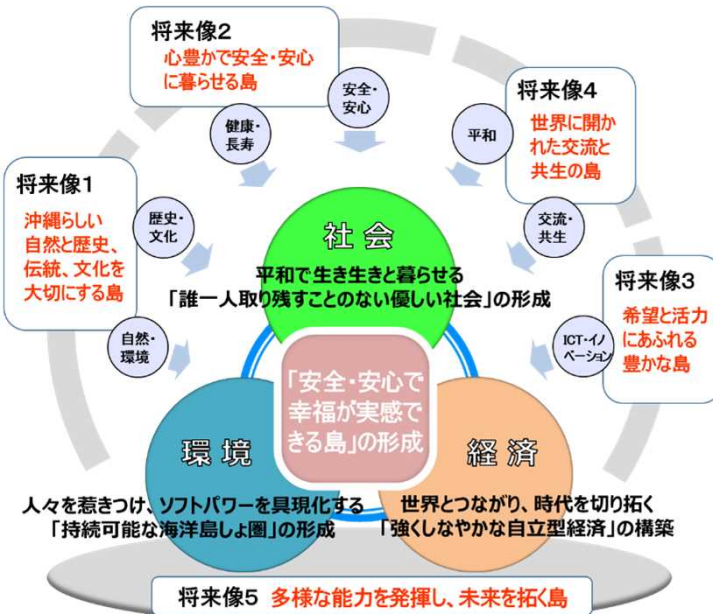 将来像2
心豊かで安全・安心
に暮らせる島
安全・
安心
健康・
長寿
将来像4
世界に開か
れた交流と
共生の島
平和
将来像1
沖縄らしい
自然と歴史、
伝統、文化を
大切にする島
歴史・
文化
交流・
共生
自然・
環境
将来像3
希望と活力
にあふれる
豊かな島
ICT・イノ
ベーション
社会
平和で生き生きと暮らせる
「誰一人取り残すことのない優しい社会」の形成
「安全・安心で
幸福が実感で
きる島」の形成
環境
人々を惹きつけ、ソフトパワーを具現化する
「持続可能な海洋島しょ圏」の形成
経済
世界とつながり、時代を切り拓く
「強くしなやかな自立型経済」の構築
将来像5 多様な能力を発揮し、未来を拓く島